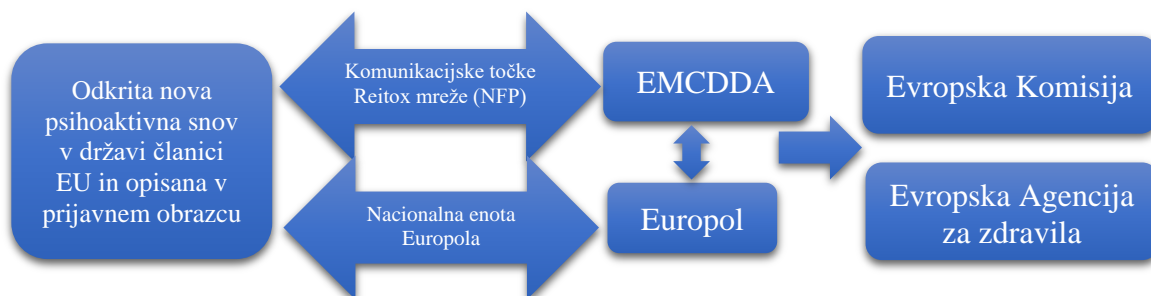 Odkrita nova
psihoaktivna snov
v državi članici
EU in opisana v
prijavnem obrazcu
Komunikacijske točke
Reitox mreže (NFP)
Nacionalna enota
Europola
EMCDDA
Europol
Evropska Komisija
Evropska Agencija
za zdravila